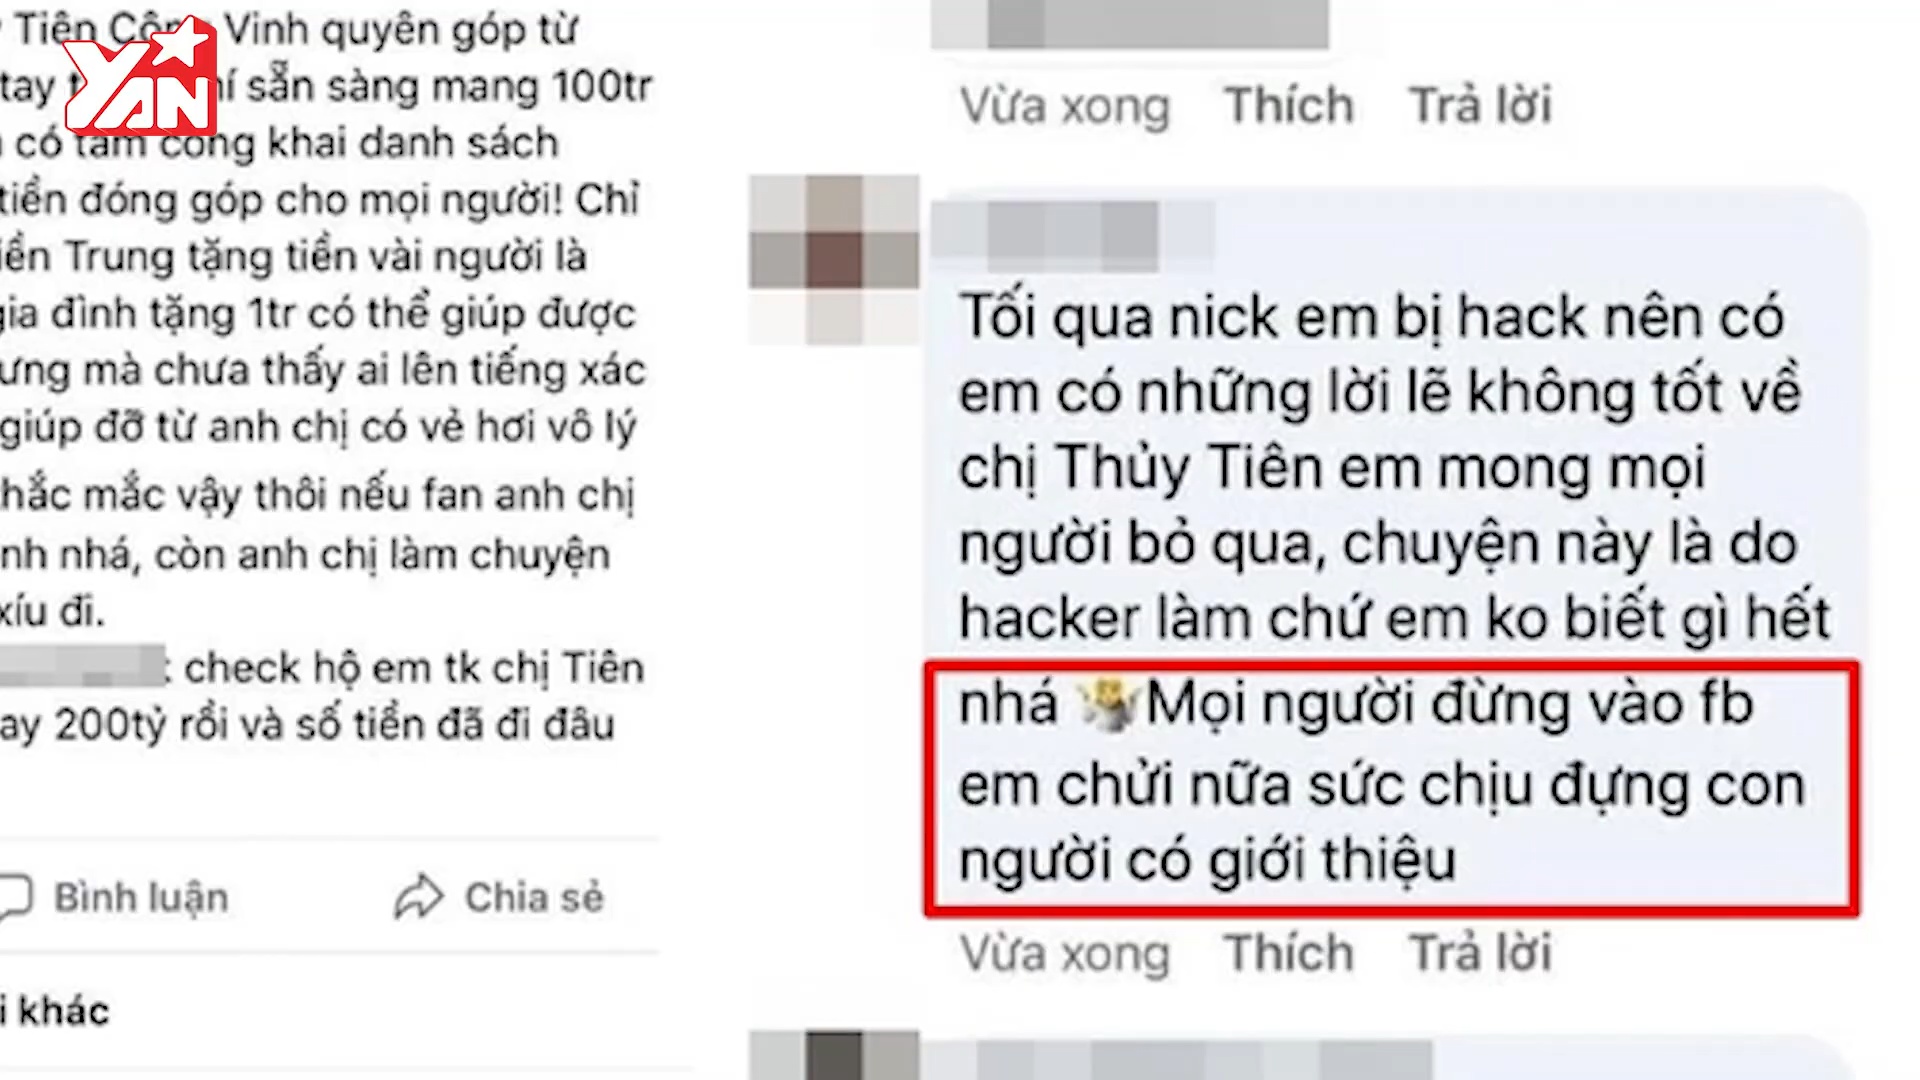 Tiên Công Vinh quyên góp từ
tay hí sẵn sàng mang 100tr
có tâm công khai danh sách
tiền đóng góp cho mọi người! Chỉ
iền Trung tặng tiền vài người là
gia đình tặng 1tr có thể giúp được
ưng mà chưa thấy ai lên tiếng xác
giúp đỡ từ anh chị có vẻ hơi vô lý
hắc mắc vậy thôi nếu fan anh chị
nh nhá, còn anh chị làm chuyện
xíu đi.
: check hộ em tk chị Tiên
ay 200tỷ rồi và số tiền đã đi đâu
Bình luận Chia sẻ
i khác
YAN
Vừa xong Thích Trả lời
Tối qua nick em bị hack nên có
em có những lời lẽ không tốt về
chị Thủy Tiên em mong mọi
người bỏ qua, chuyện này là do
hacker làm chứ em ko biết gì hết
nhá 🤷Mọi người đừng vào fb
em chửi nữa sức chịu đựng con
người có giới thiệu
Vừa xong Thích Trả lời